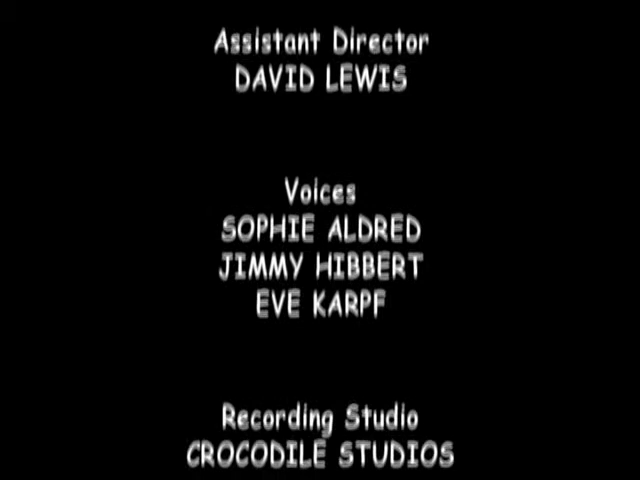 Assistant Director
DAVID LEWIS
Voices
SOPHIE ALDRED
JIMMY HIBBERT
EVE KARPF
Recording Studio
CROCODILE STUDIOS